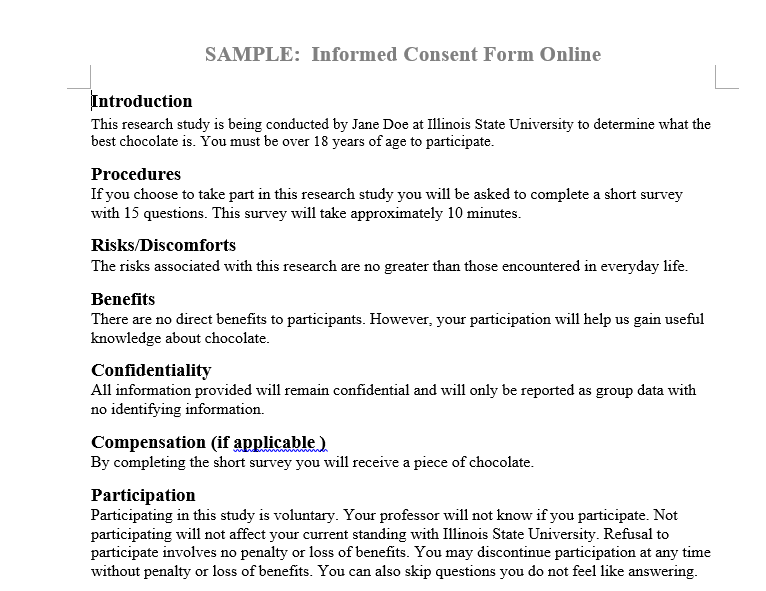 SAMPLE:  Informed Consent Form Online
Introduction
This research study is being conducted by Jane Doe at Illinois State University to determine what the
best chocolate is. You must be over 18 years of age to participate.
Procedures
If you choose to take part in this research study you will be asked to complete a short survey
with 15 questions. This survey will take approximately 10 minutes.
Risks/Discomforts
The risks associated with this research are no greater than those encountered in everyday life.
Benefits
There are no direct benefits to participants. However, your participation will help us gain useful
knowledge about chocolate.
Confidentiality
All information provided will remain confidential and will only be reported as group data with
no identifying information.
Compensation (if applicable )
By completing the short survey you will receive a piece of chocolate.
Participation
Participating in this study is voluntary. Your professor will not know if you participate. Not
participating will not affect your current standing with Illinois State University. Refusal to
participate involves no penalty or loss of benefits. You may discontinue participation at any time
without penalty or loss of benefits. You can also skip questions you do not feel like answering.